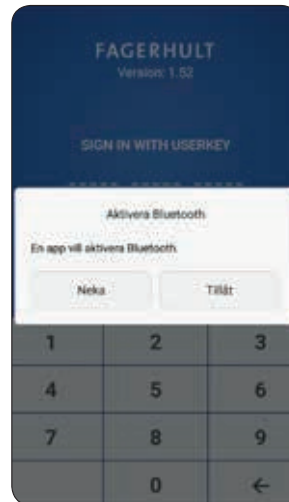 FAGERHULT
Version: 1.52
SIGN IN WITH USERKEY
Aktivera Bluetooth
En app vill aktivera Bluetooth.
Neka Tillåt
1 2 3
4 5 6
7 8 9
0 ←